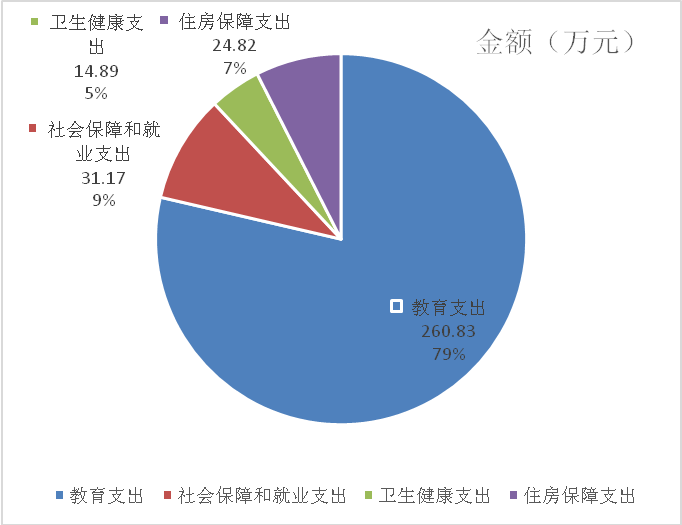 金额（万元）
卫生健康支
出
14.89
5%
住房保障支出
24.82
7%
社会保障和就
业支出
31.17
9%
教育支出
260.83
79%
教育支出 社会保障和就业支出 卫生健康支出 住房保障支出